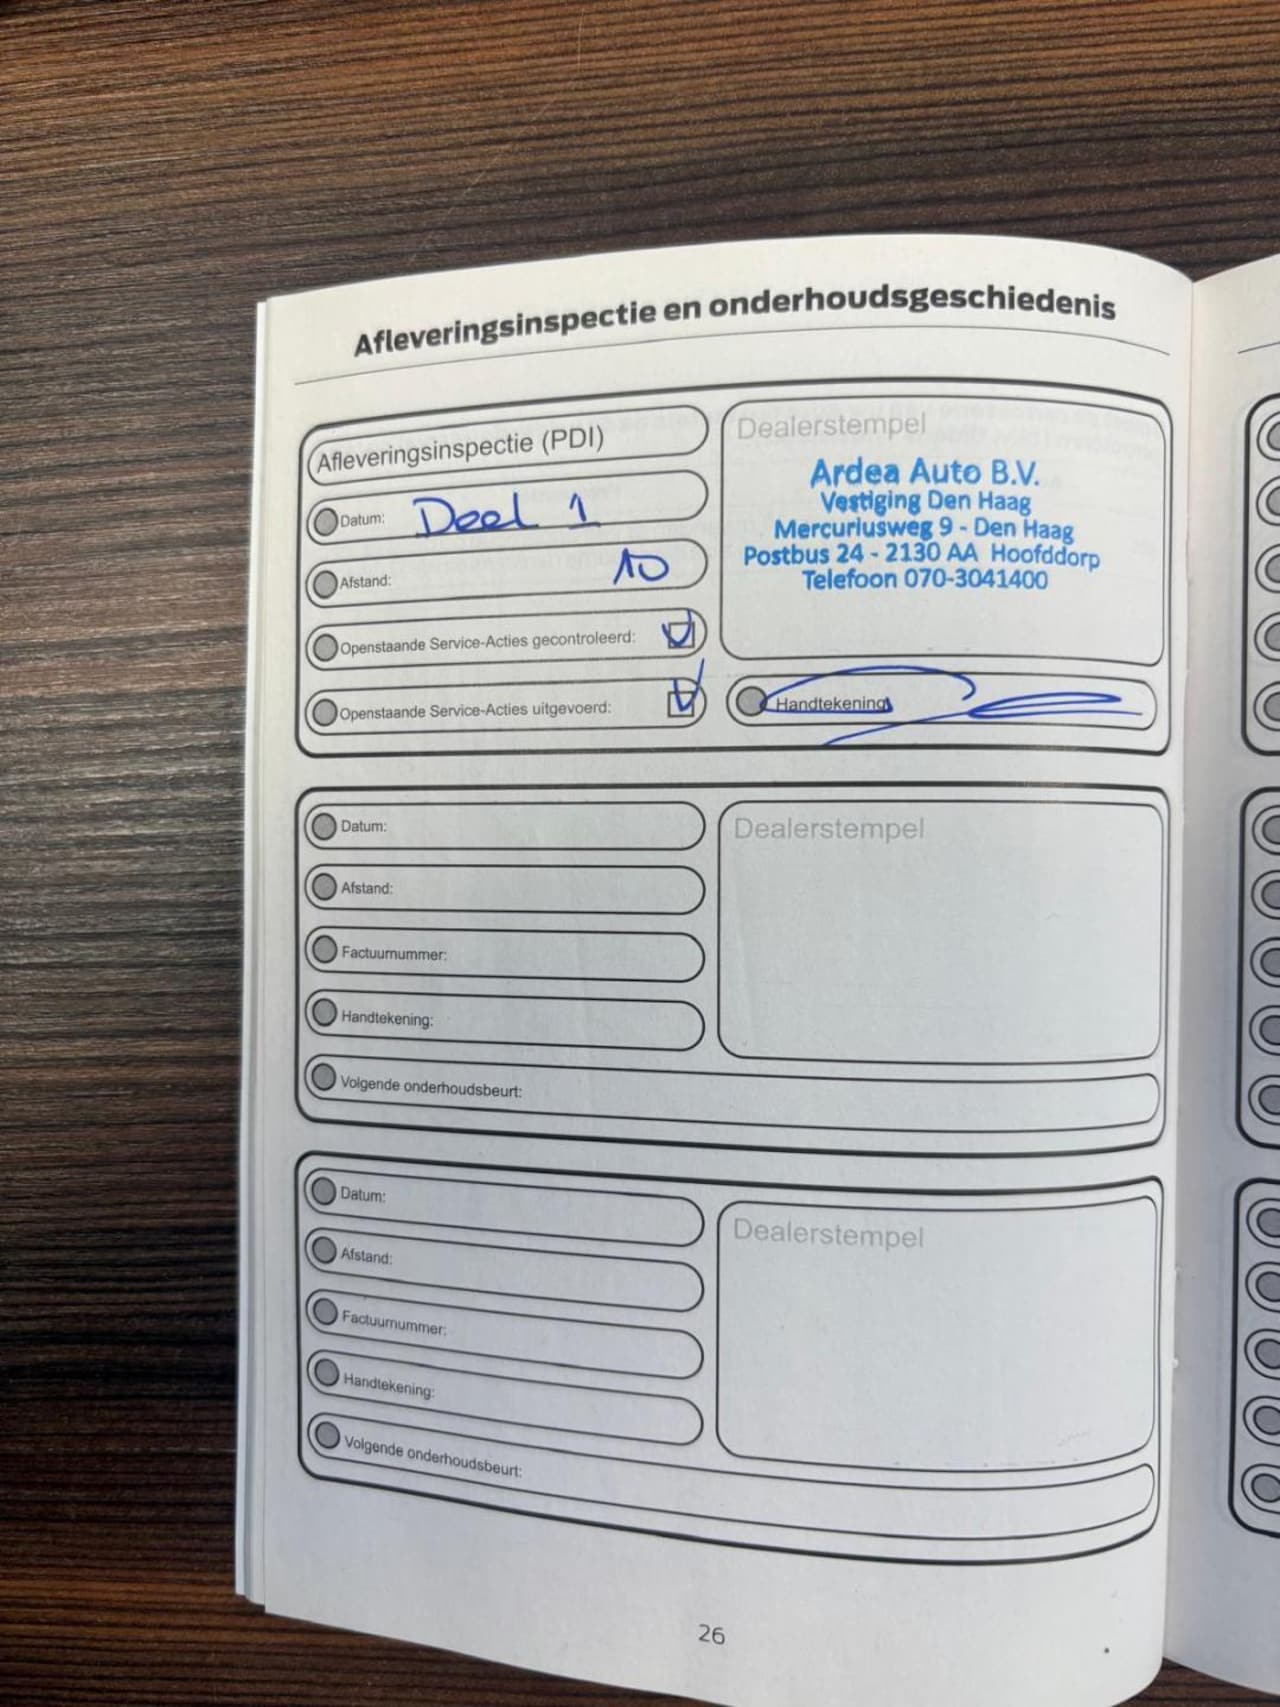 Afleveringsinspectie en onderhoudsgeschiedenis
Afleveringsinspectie (PDI)
Datum: Deel 1
Afstand: 10
Openstaande Service-Acties gecontroleerd:
Openstaande Service-Acties uitgevoerd:
Dealerstempel
Ardea Auto B.V.
Vestiging Den Haag
Mercuriusweg 9 - Den Haag
Postbus 24 - 2130 AA Hoofddorp
Telefoon 070-3041400
Handtekening
Datum:
Afstand:
Factuurnummer:
Handtekening:
Volgende onderhoudsbeurt:
Dealerstempel
Datum:
Afstand:
Factuurnummer:
Handtekening:
Volgende onderhoudsbeurt:
Dealerstempel
26